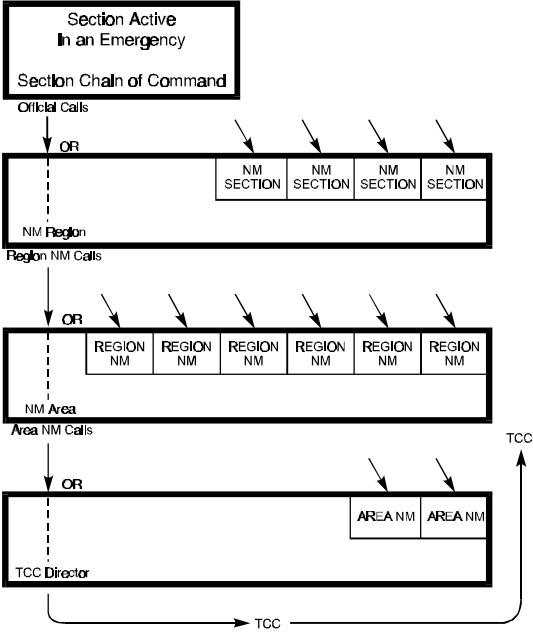 Section Active
In an Emergency
Section Chain of Command
Official Calls
OR
NM
SECTION
NM
SECTION
NM
SECTION
NM
SECTION
NM Region
Region NM Calls
OR
REGION
NM
REGION
NM
REGION
NM
REGION
NM
REGION
NM
REGION
NM
NM Area
Area NM Calls
TCC
OR
AREA NM
AREA NM
TCC Director
TCC